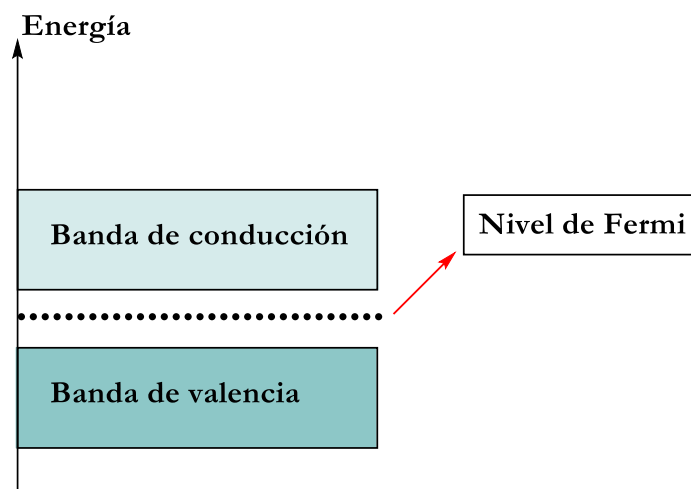 Energía
Banda de conducción
Nivel de Fermi
Banda de valencia